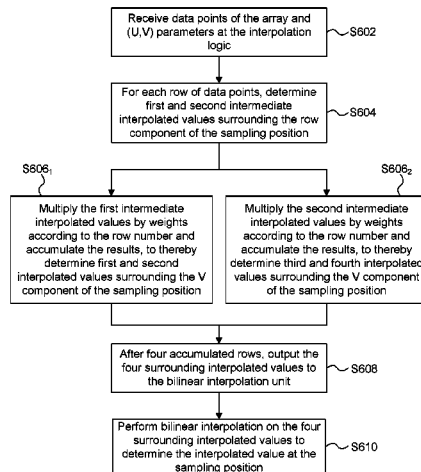 Receive data points of the array and
(U,V) parameters at the interpolation
logic
S602
For each row of data points, determine
first and second intermediate
interpolated values surrounding the row
component of the sampling position
S604
S606₁
Multiply the first intermediate
interpolated values by weights
according to the row number and
accumulate the results, to thereby
determine first and second
interpolated values surrounding the V
component of the sampling position
S606₂
Multiply the second intermediate
interpolated values by weights
according to the row number and
accumulate the results, to thereby
determine third and fourth interpolated
values surrounding the V component
of the sampling position
After four accumulated rows, output the
four surrounding interpolated values to
the bilinear interpolation unit
S608
Perform bilinear interpolation on the four
surrounding interpolated values to
determine the interpolated value at the
sampling position
S610